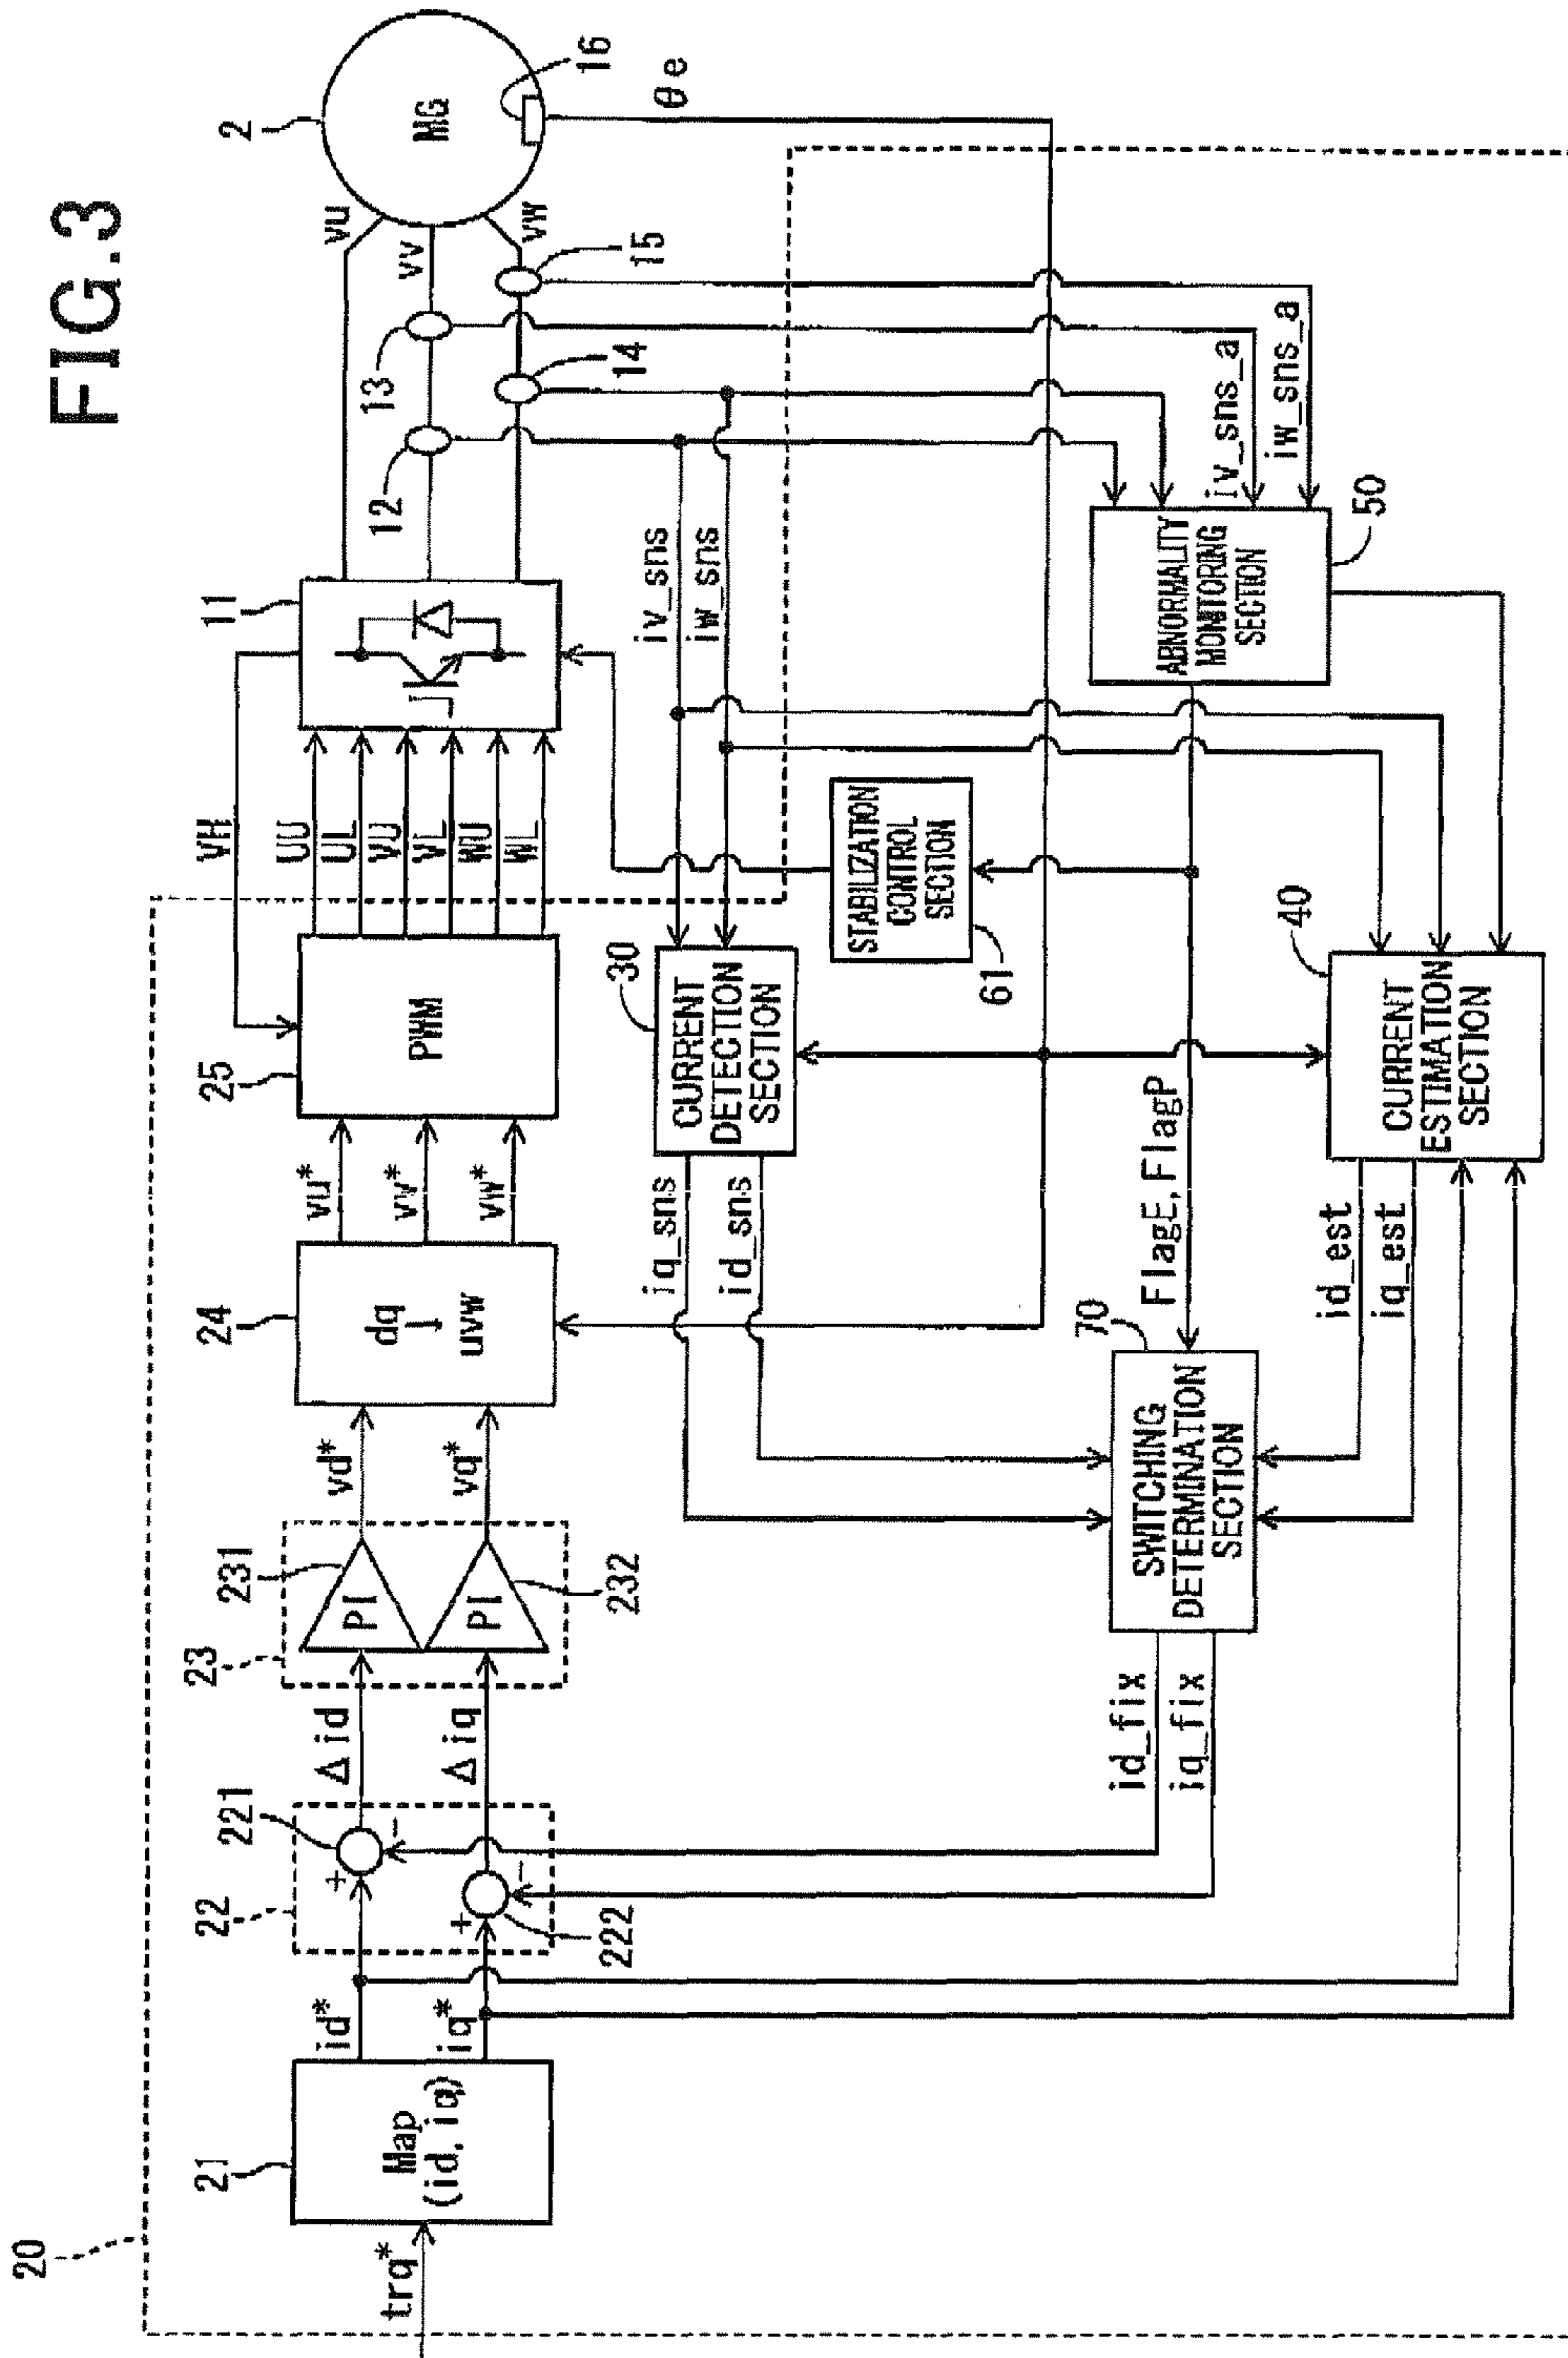 FIG.3
20
trq*
21
Map
(id, iq)
id*
iq*
22
221
+
-
222
+
-
Δid
Δiq
23
231
PI
PI
232
vd*
vq*
24
dq
↓
uvw
vu*
vv*
vw*
25
PWM
VH
UU
UL
VU
VL
WU
WL
11
12
13
14
15
vu
vv
vw
2
MG
16
θe
iv_sns
iw_sns
30
CURRENT
DETECTION
SECTION
iq_sns
id_sns
STABILIZATION
CONTROL
SECTION
61
iv_sns_a
iw_sns_a
ABNORMALITY
MONITORING
SECTION
50
FlagE,FlagP
70
SWITCHING
DETERMINATION
SECTION
id_fix
iq_fix
40
CURRENT
ESTIMATION
SECTION
id_est
iq_est